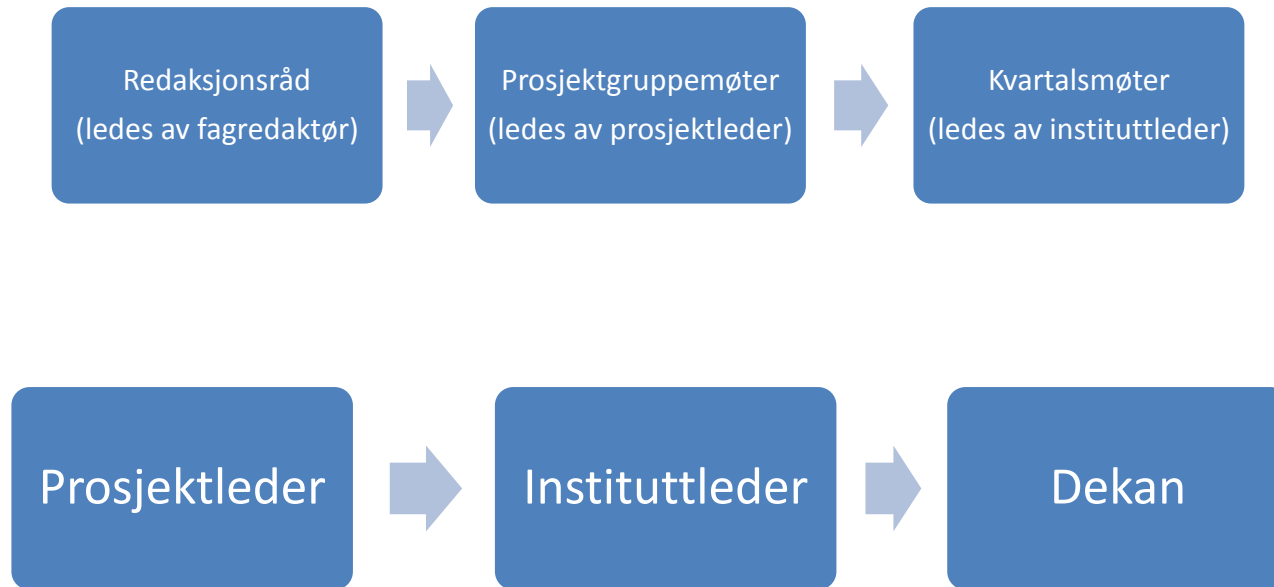 Redaksjonsråd
(ledes av fagredaktør)
Prosjektgruppemøter
(ledes av prosjektleder)
Kvartalsmøter
(ledes av instituttleder)
Prosjektleder
Instituttleder
Dekan